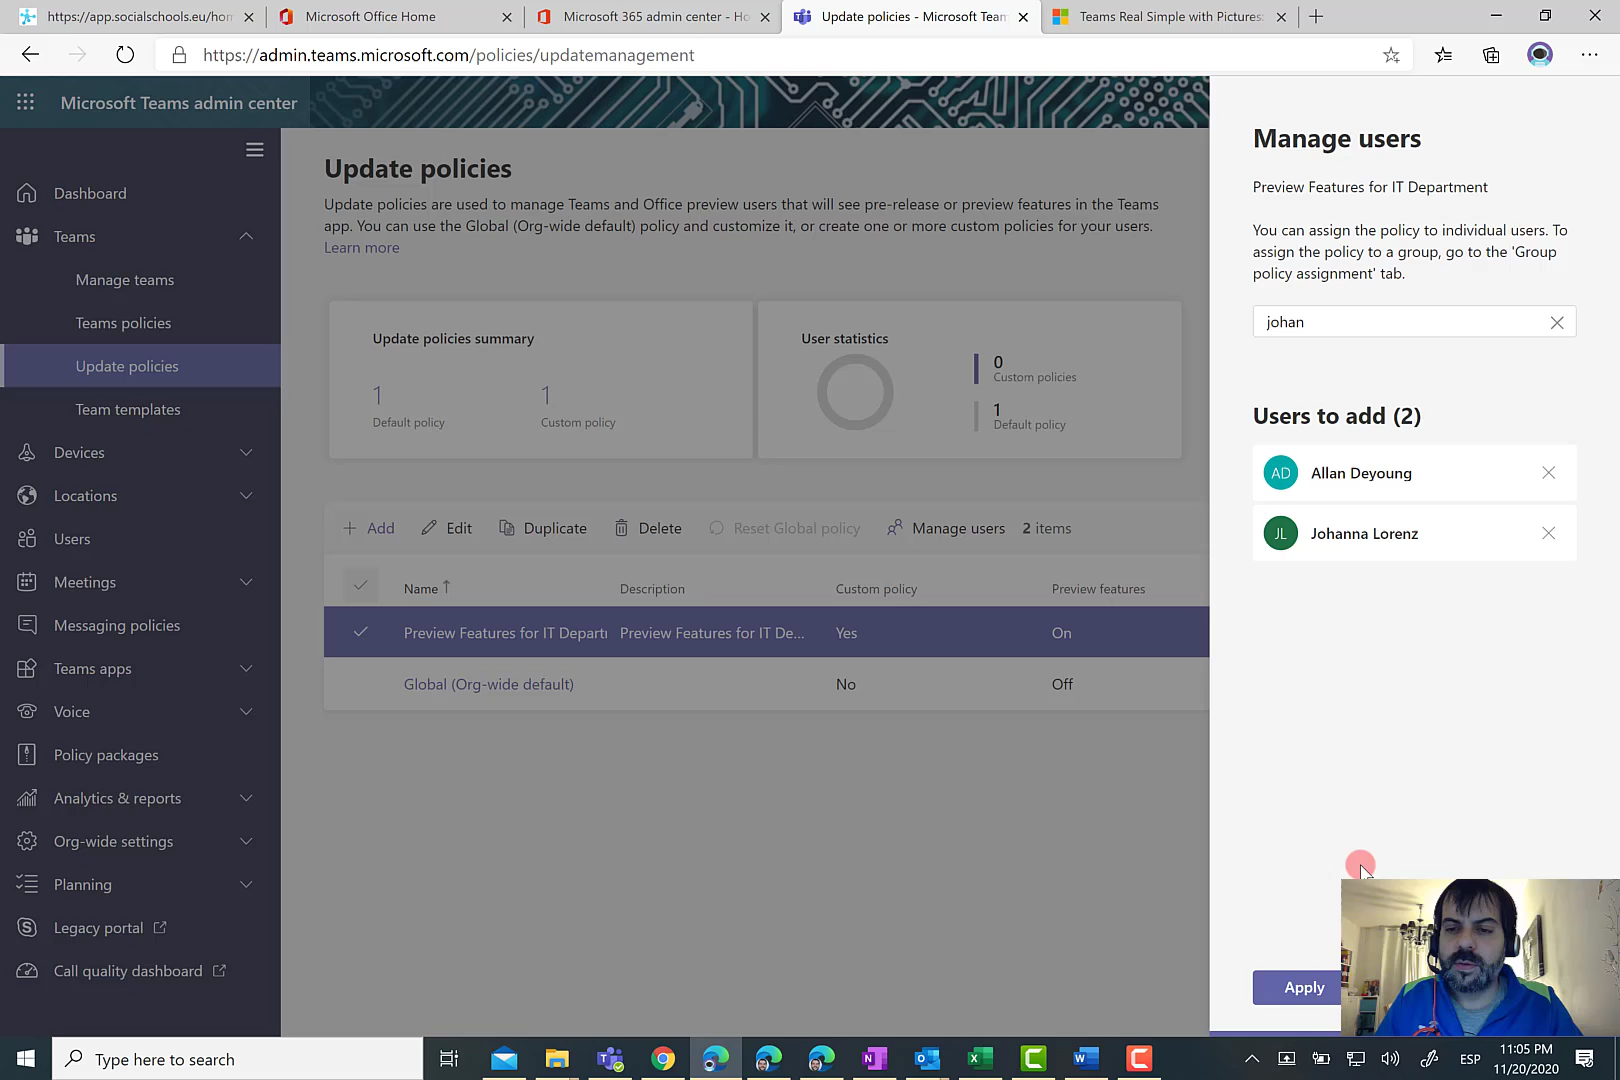 https://app.socialschools.eu/hom
Microsoft Office Home
Microsoft 365 admin center - Ho
Update policies - Microsoft Team
Teams Real Simple with Pictures:
https://admin.teams.microsoft.com/policies/updatemanagement
Microsoft Teams admin center
Dashboard
Teams
Manage teams
Teams policies
Update policies
Team templates
Devices
Locations
Users
Meetings
Messaging policies
Teams apps
Voice
Policy packages
Analytics & reports
Org-wide settings
Planning
Legacy portal
Call quality dashboard
Update policies
Update policies are used to manage Teams and Office preview users that will see pre-release or preview features in the Teams
app. You can use the Global (Org-wide default) policy and customize it, or create one or more custom policies for your users.
Learn more
Update policies summary
1
Default policy
1
Custom policy
User statistics
0
Custom policies
1
Default policy
Add Edit Duplicate Delete Reset Global policy Manage users 2 items
Name Description Custom policy Preview features
Preview Features for IT Departı Preview Features for IT De... Yes On
Global (Org-wide default) No Off
Manage users
Preview Features for IT Department
You can assign the policy to individual users. To
assign the policy to a group, go to the 'Group
policy assignment' tab.
johan
Users to add (2)
AD Allan Deyoung
JL Johanna Lorenz
Apply
Type here to search
ESP
11:05 PM
11/20/2020